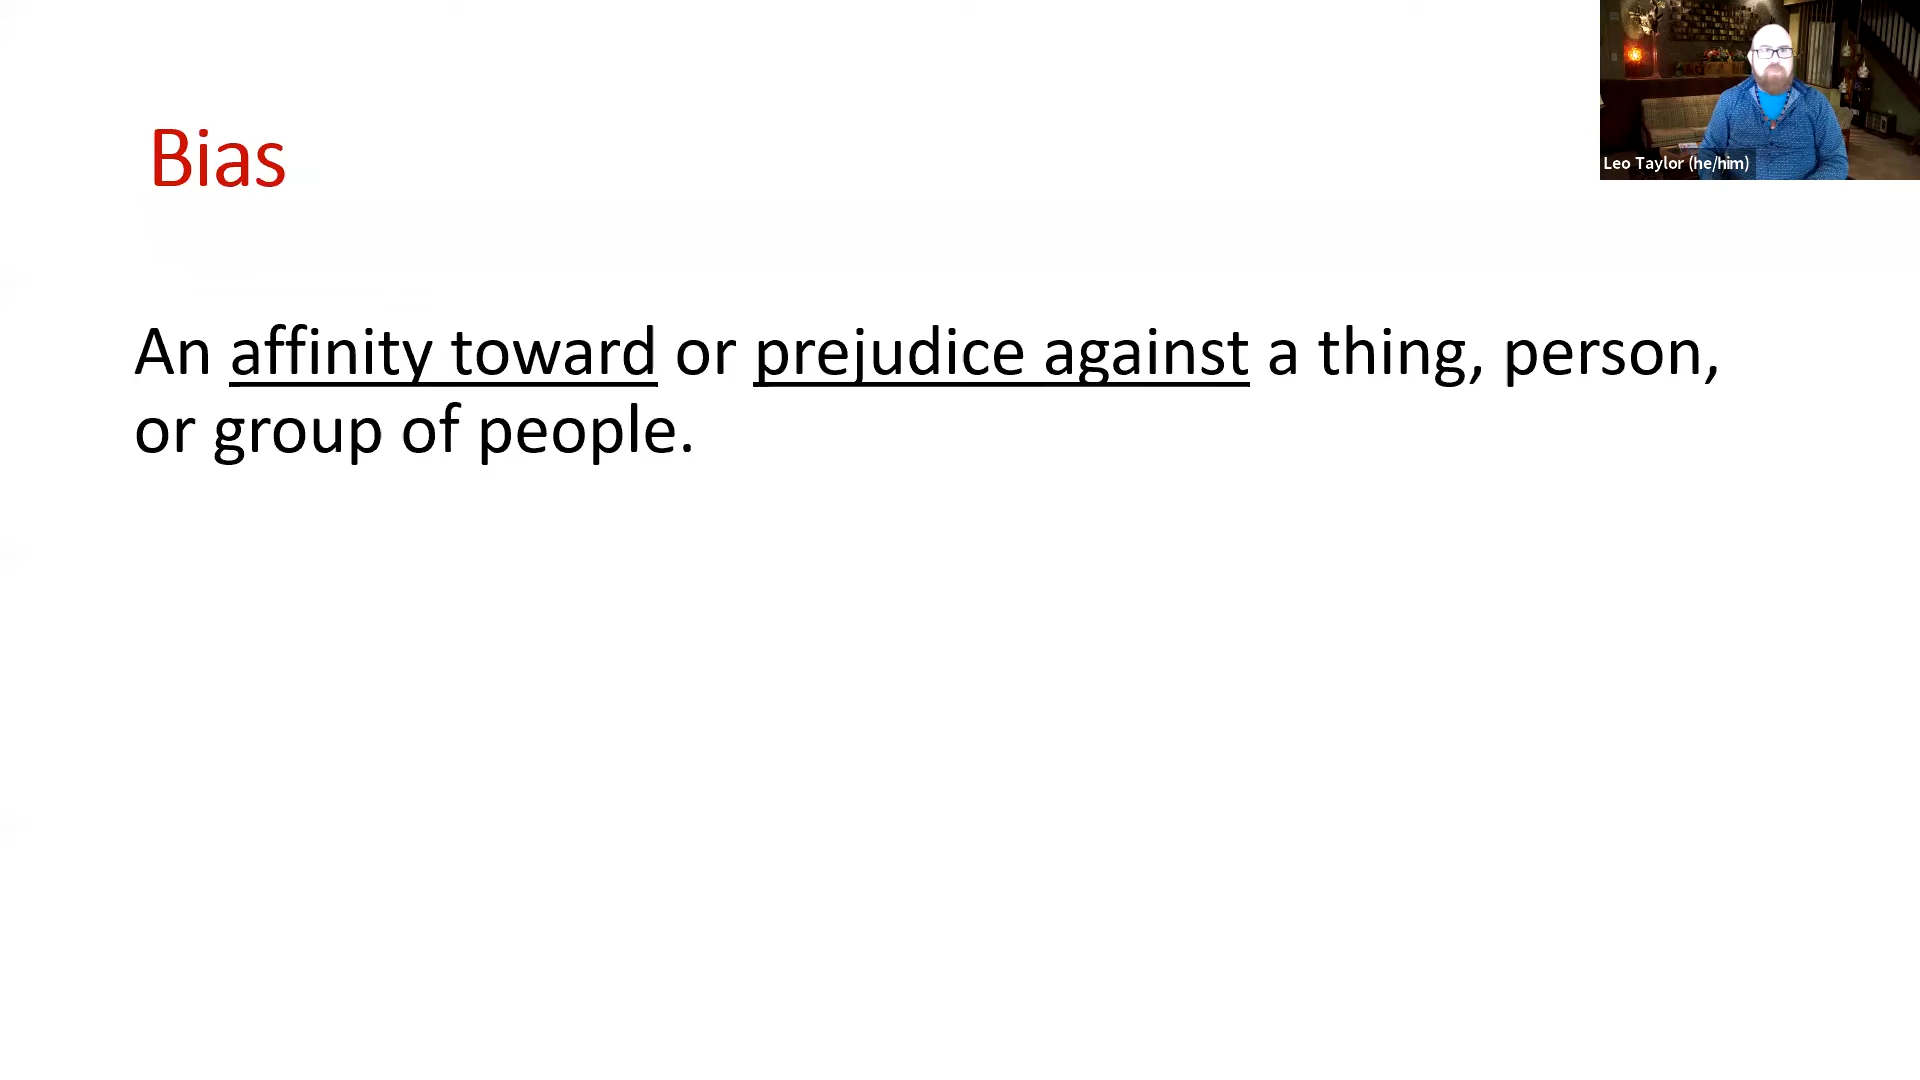 Bias
An affinity toward or prejudice against a thing, person,
or group of people.
Leo Taylor (he/him)